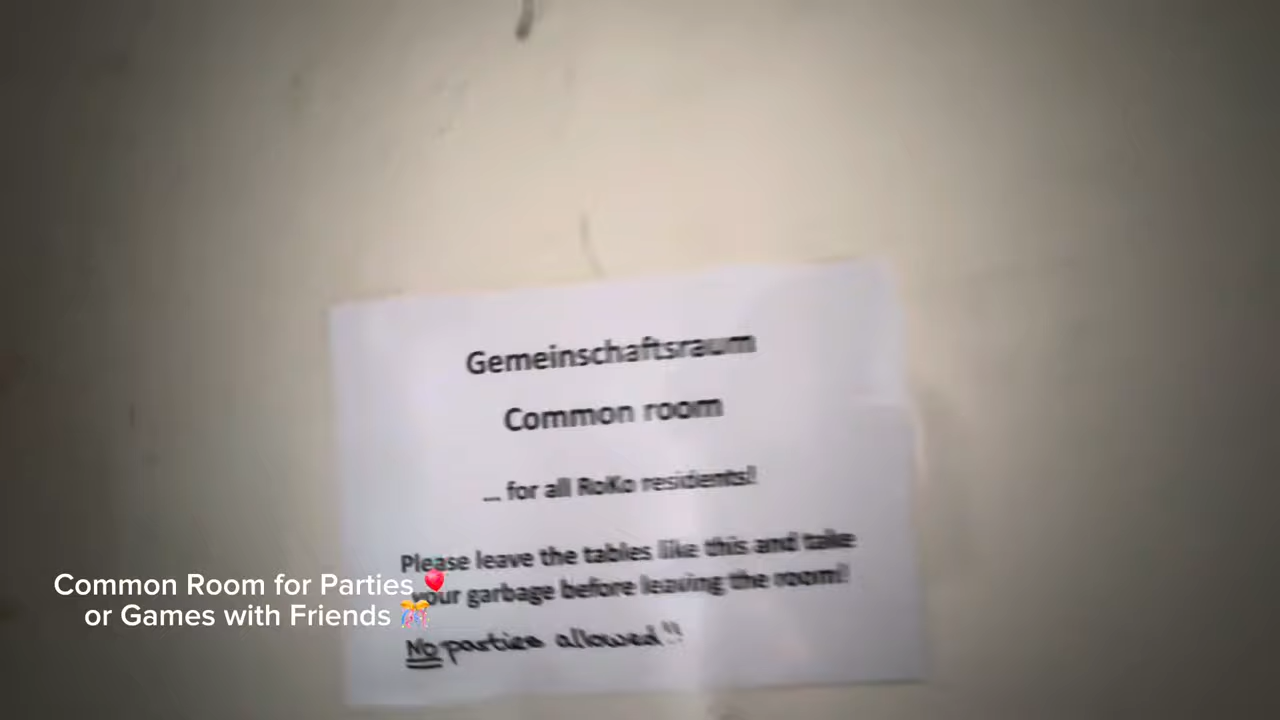 Gemeinschaftsraum
Common room
... for all RoKo residents!
Please leave the tables like this and take
your garbage before leaving the room!
No parties allowed!!
Common Room for Parties 🎈
or Games with Friends 🎊